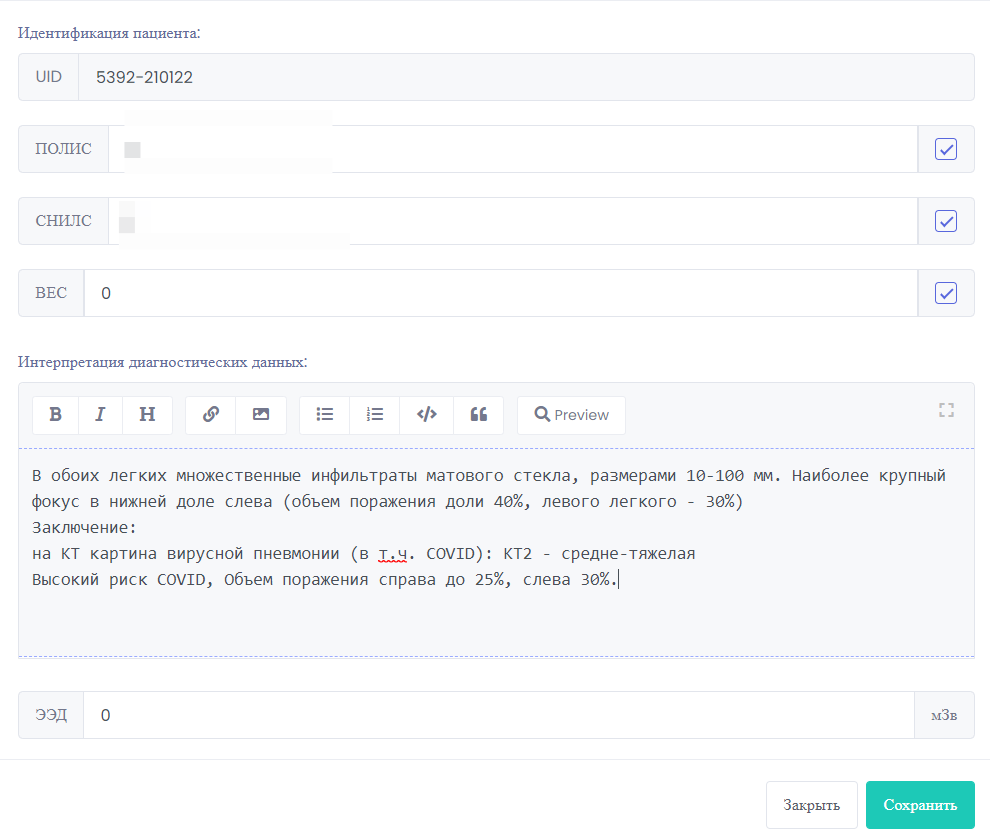 Идентификация пациента:
UID 5392-210122
ПОЛИС
СНИЛС
ВЕС 0
Интерпретация диагностических данных:
B I H Preview
В обоих легких множественные инфильтраты матового стекла, размерами 10-100 мм. Наиболее крупный
фокус в нижней доле слева (объем поражения доли 40%, левого легкого - 30%)
Заключение:
на КТ картина вирусной пневмонии (в т.ч. COVID): КТ2 - средне-тяжелая
Высокий риск COVID, Объем поражения справа до 25%, слева 30%.
ЭЭД 0 мЗв
Закрыть Сохранить